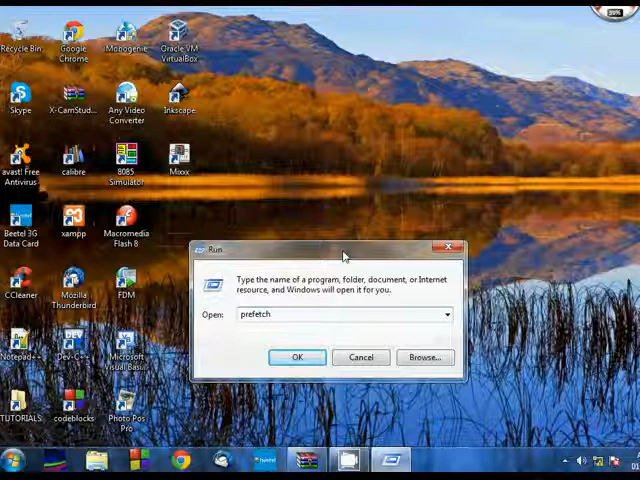 Recycle Bin
Google
Chrome
Mobogenie
Oracle VM
VirtualBox
Skype
X-CamStud...
Any Video
Converter
Inkscape
avast! Free
Antivirus
calibre
8085
Simulator
Mixxx
Beetel 3G
Data Card
xampp
Macromedia
Flash 8
CCleaner
Mozilla
Thunderbird
FDM
Notepad++
Dev-C++
Microsoft
Visual Basi...
TUTORIALS
codeblocks
Photo Pos
Pro
Run
Type the name of a program, folder, document, or Internet
resource, and Windows will open it for you.
Open:
prefetch
OK
Cancel
Browse...